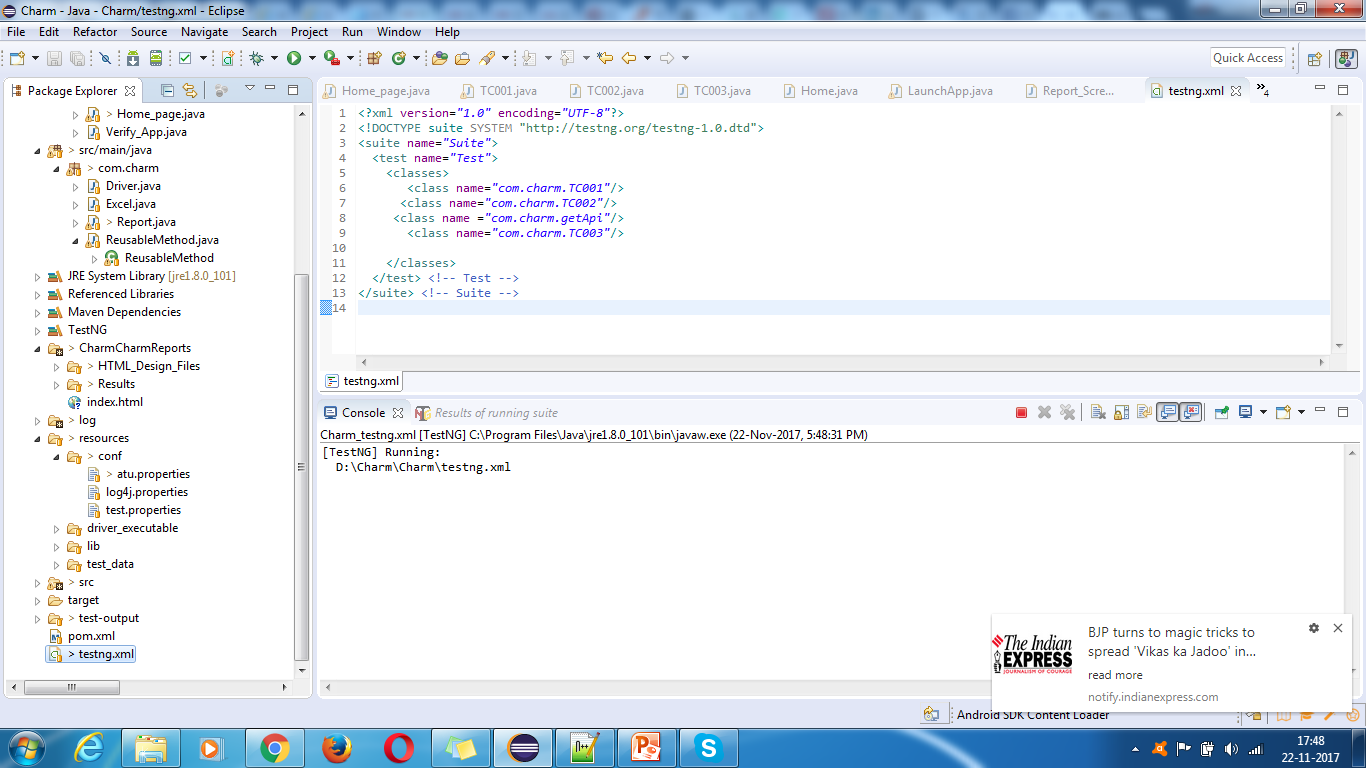 Charm - Java - Charm/testng.xml - Eclipse
File Edit Refactor Source Navigate Search Project Run Window Help
Quick Access
Package Explorer
> Home_page.java
Verify_App.java
> src/main/java
> com.charm
Driver.java
Excel.java
> Report.java
ReusableMethod.java
ReusableMethod
JRE System Library [jre1.8.0_101]
Referenced Libraries
Maven Dependencies
TestNG
> CharmCharmReports
> HTML_Design_Files
> Results
index.html
> log
> resources
> conf
> atu.properties
log4j.properties
test.properties
driver_executable
lib
test_data
> src
target
> test-output
pom.xml
> testng.xml
Home_page.java TC001.java TC002.java TC003.java Home.java LaunchApp.java Report_Scre... testng.xml »4
1 <?xml version="1.0" encoding="UTF-8"?>
2 <!DOCTYPE suite SYSTEM "http://testng.org/testng-1.0.dtd">
3 <suite name="Suite">
4 <test name="Test">
5 <classes>
6 <class name="com.charm.TC001"/>
7 <class name="com.charm.TC002"/>
8 <class name ="com.charm.getApi"/>
9 <class name="com.charm.TC003"/>
10
11 </classes>
12 </test> <!-- Test -->
13 </suite> <!-- Suite -->
14
testng.xml
Console Results of running suite
Charm_testng.xml [TestNG] C:\Program Files\Java\jre1.8.0_101\bin\javaw.exe (22-Nov-2017, 5:48:31 PM)
[TestNG] Running:
D:\Charm\Charm\testng.xml
The Indian
EXPRESS
JOURNALISM OF COURAGE
BJP turns to magic tricks to
spread 'Vikas ka Jadoo' in...
read more
notify.indianexpress.com
Android SDK Content Loader
17:48
22-11-2017